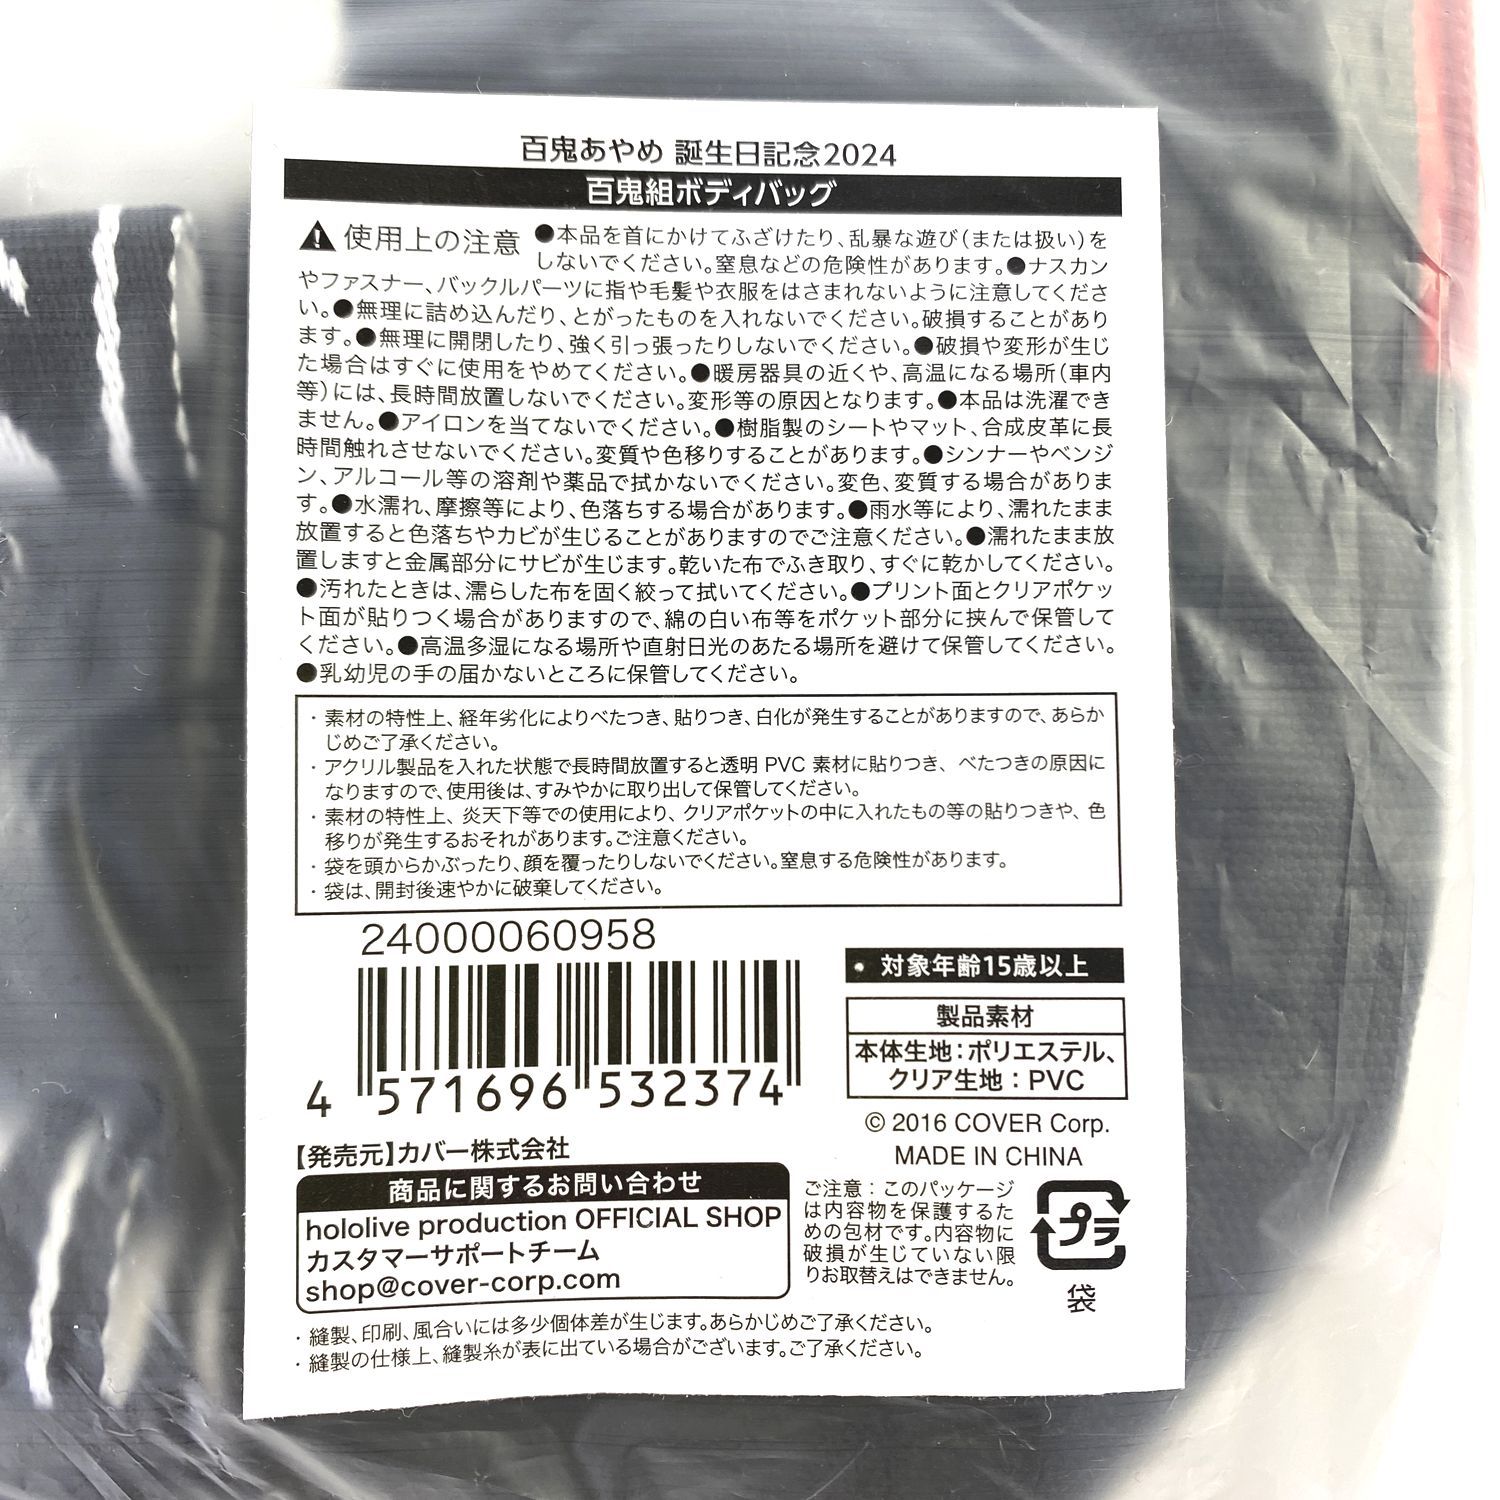 百鬼あやめ 誕生日記念2024
百鬼組ボディバッグ
使用上の注意 ●本品を首にかけてふざけたり、乱暴な遊び(または扱い)を
しないでください。窒息などの危険性があります。●ナスカン
やファスナー、バックルパーツに指や毛髪や衣服をはさまれないように注意してくださ
い。●無理に詰め込んだり、とがったものを入れないでください。破損することがあり
ます。●無理に開閉したり、強く引っ張ったりしないでください。●破損や変形が生じ
た場合はすぐに使用をやめてください。●暖房器具の近くや、高温になる場所(車内
等)には、長時間放置しないでください。変形等の原因となります。●本品は洗濯でき
ません。●アイロンを当てないでください。●樹脂製のシートやマット、合成皮革に長
時間触れさせないでください。変質や色移りすることがあります。●シンナーやベンジ
ン、アルコール等の溶剤や薬品で拭かないでください。変色、変質する場合がありま
す。●水濡れ、摩擦等により、色落ちする場合があります。●雨水等により、濡れたまま
放置すると色落ちやカビが生じることがありますのでご注意ください。●濡れたまま放
置しますと金属部分にサビが生じます。乾いた布でふき取り、すぐに乾かしてください。
●汚れたときは、濡らした布を固く絞って拭いてください。●プリント面とクリアポケッ
ト面が貼りつく場合がありますので、綿の白い布等をポケット部分に挟んで保管して
ください。●高温多湿になる場所や直射日光のあたる場所を避けて保管してください。
●乳幼児の手の届かないところに保管してください。
・素材の特性上、経年劣化によりべたつき、貼りつき、白化が発生することがありますので、あらか
じめご了承ください。
・アクリル製品を入れた状態で長時間放置すると透明 PVC 素材に貼りつき、べたつきの原因に
なりますので、使用後は、すみやかに取り出して保管してください。
・素材の特性上、炎天下等での使用により、クリアポケットの中に入れたもの等の貼りつきや、色
移りが発生するおそれがあります。ご注意ください。
・袋を頭からかぶったり、顔を覆ったりしないでください。窒息する危険性があります。
・袋は、開封後速やかに破棄してください。
24000060958
4 571696 532374
・対象年齢15歳以上
製品素材
本体生地:ポリエステル、
クリア生地:PVC
© 2016 COVER Corp.
MADE IN CHINA
【発売元】カバー株式会社
商品に関するお問い合わせ
hololive production OFFICIAL SHOP
カスタマーサポートチーム
shop@cover-corp.com
ご注意:このパッケージ
は内容物を保護するた
めの包材です。内容物に
破損が生じていない限
りお取替えはできません。
プラ
袋
・縫製、印刷、風合いには多少個体差が生じます。あらかじめご了承ください。
・縫製の仕様上、縫製糸が表に出ている場合がございます。ご了承ください。